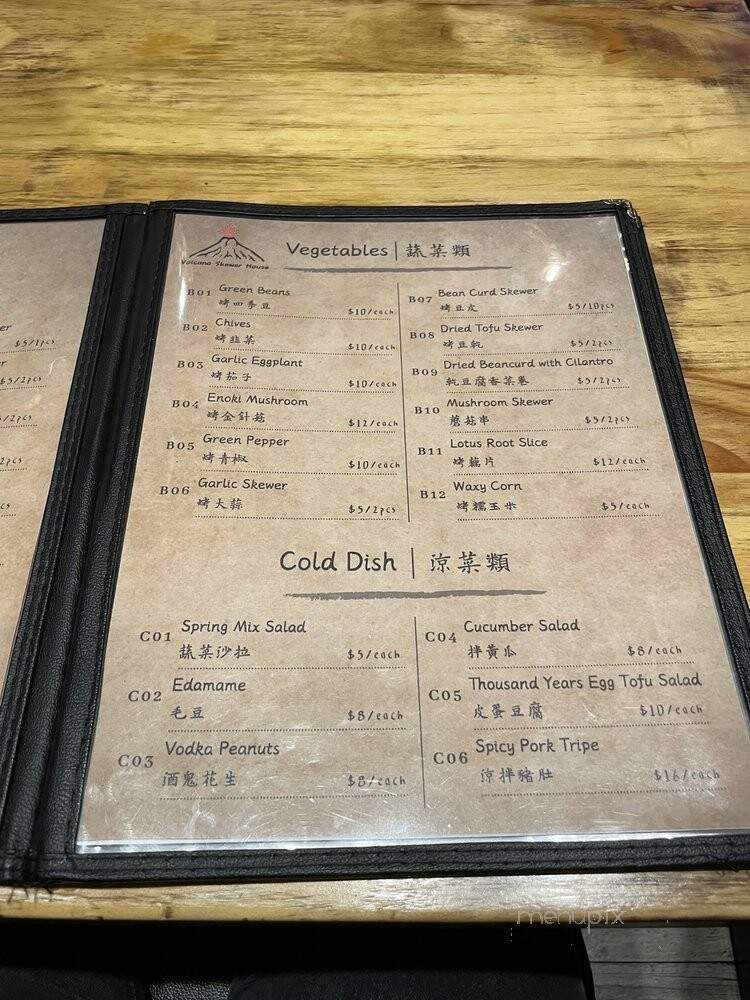 Volcano Skewer House
Vegetables | 蔬菜類
B01 Green Beans
烤四季豆 $10/each
B02 Chives
烤韭菜 $10/each
B03 Garlic Eggplant
烤茄子 $10/each
B04 Enoki Mushroom
烤金針菇 $12/each
B05 Green Pepper
烤青椒 $10/each
B06 Garlic Skewer
烤大蒜 $5/2pcs
B07 Bean Curd Skewer
烤豆皮 $5/10pcs
B08 Dried Tofu Skewer
烤豆乾 $5/2pcs
B09 Dried Beancurd with Cilantro
乾豆腐香菜卷 $5/2pcs
B10 Mushroom Skewer
蘑菇串 $5/2pcs
B11 Lotus Root Slice
烤藕片 $12/each
B12 Waxy Corn
烤糯玉米 $5/each
Cold Dish | 涼菜類
C01 Spring Mix Salad
蔬菜沙拉 $5/each
C02 Edamame
毛豆 $8/each
C03 Vodka Peanuts
酒鬼花生 $8/each
C04 Cucumber Salad
拌黃瓜 $8/each
C05 Thousand Years Egg Tofu Salad
皮蛋豆腐 $10/each
C06 Spicy Pork Tripe
涼拌豬肚 $16/each
$5/1pcs
$5/2pcs
menupix